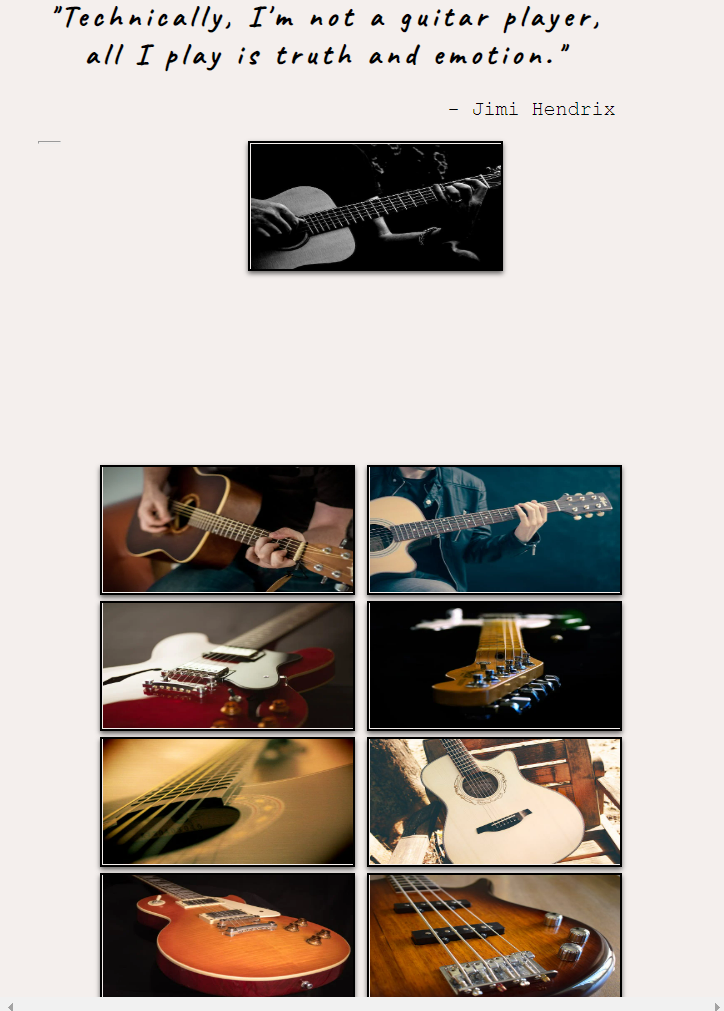 "Technically, I'm not a guitar player,
all I play is truth and emotion."
- Jimi Hendrix